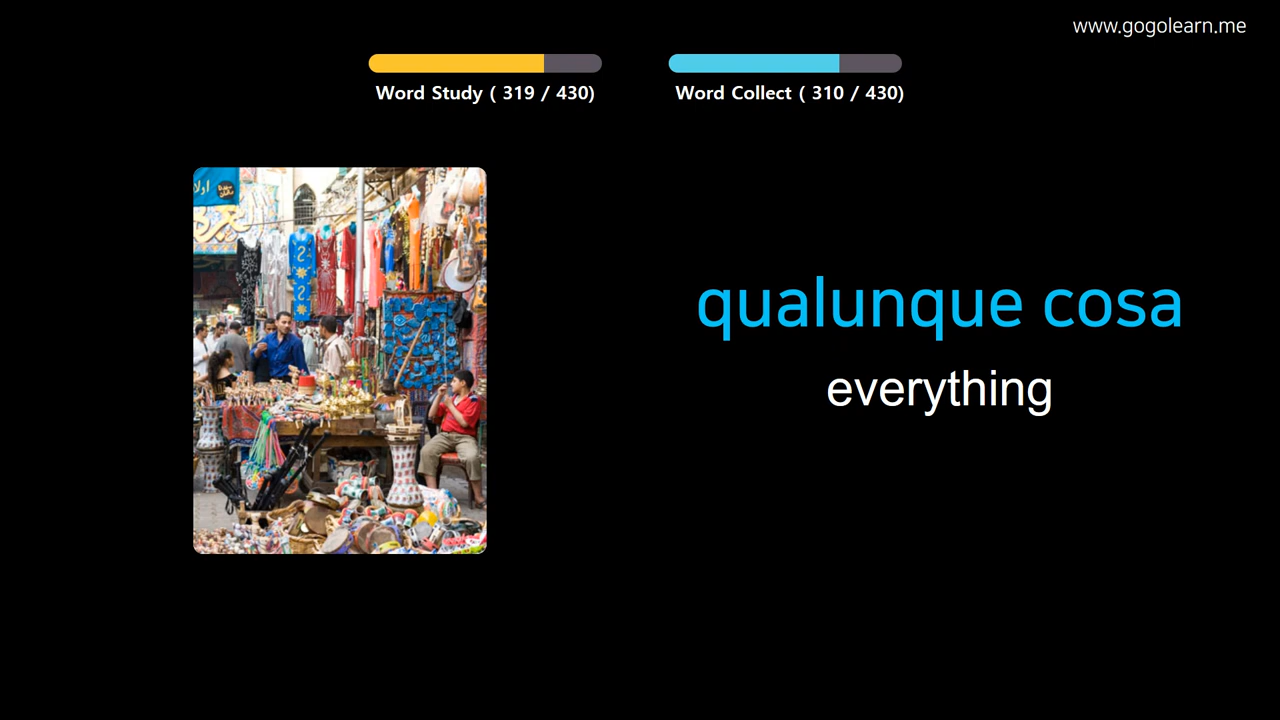 www.gogolearn.me
Word Study ( 319 / 430)
Word Collect ( 310 / 430)
qualunque cosa
everything